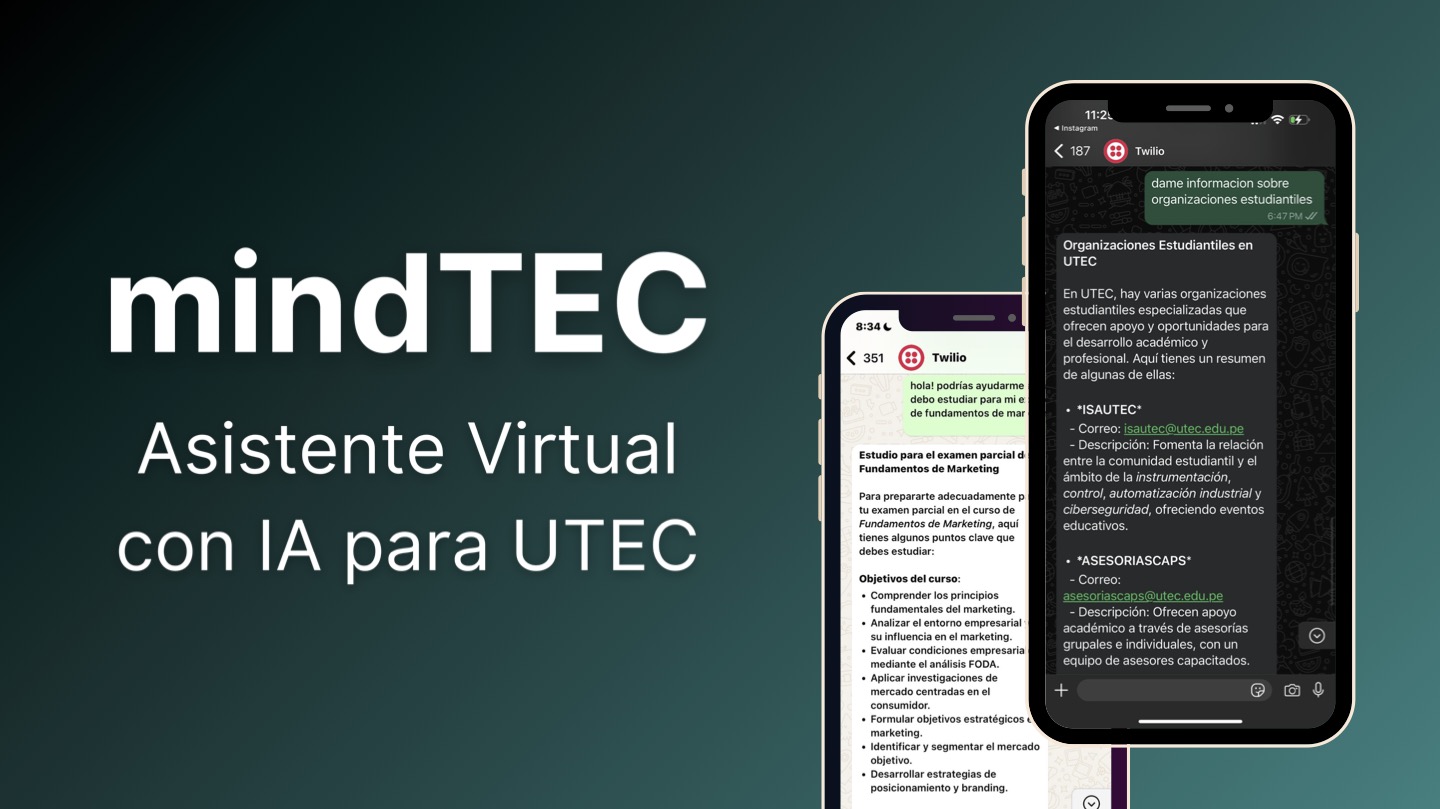 mindTEC
Asistente Virtual
con IA para UTEC
8:34
351
Twilio
hola! podrías ayudarme
debo estudiar para mi
de fundamentos de
Estudio para el examen parcial
Fundamentos de Marketing
Para prepararte adecuadamente
tu examen parcial en el curso de
Fundamentos de Marketing, aquí
tienes algunos puntos clave que
debes estudiar:
Objetivos del curso:
• Comprender los principios
fundamentales del marketing.
• Analizar el entorno empresarial
su influencia en el marketing.
• Evaluar condiciones
mediante el análisis FODA.
• Aplicar investigaciones de
mercado centradas en el
consumidor.
• Formular objetivos estratégicos
marketing.
• Identificar y segmentar el mercado
objetivo.
• Desarrollar estrategias de
posicionamiento y branding.
11:25
◂ Instagram
187
Twilio
dame informacion sobre
organizaciones estudiantiles
6:47 PM
Organizaciones Estudiantiles en
UTEC
En UTEC, hay varias organizaciones
estudiantiles especializadas que
ofrecen apoyo y oportunidades para
el desarrollo académico y
profesional. Aquí tienes un resumen
de algunas de ellas:
• *ISAUTEC*
- Correo: isautec@utec.edu.pe
- Descripción: Fomenta la relación
entre la comunidad estudiantil y el
ámbito de la instrumentación,
control, automatización industrial y
ciberseguridad, ofreciendo eventos
educativos.
• *ASESORIASCAPS*
- Correo:
asesoriascaps@utec.edu.pe
- Descripción: Ofrecen apoyo
académico a través de asesorías
grupales e individuales, con un
equipo de asesores capacitados.